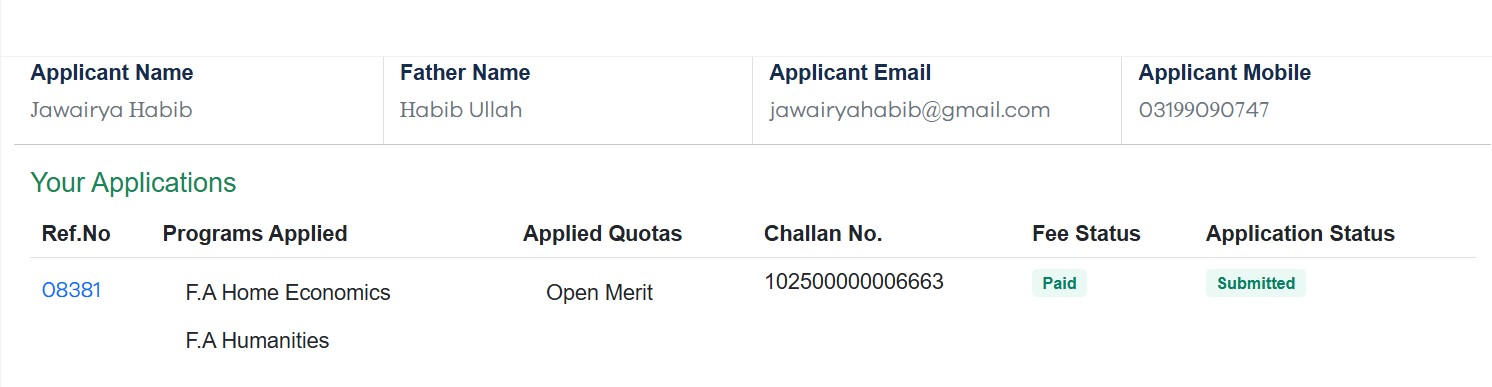 Applicant Name Father Name Applicant Email Applicant Mobile
Jawairya Habib Habib Ullah jawairyahabib@gmail.com 03199090747
Your Applications
Ref.No Programs Applied Applied Quotas Challan No. Fee Status Application Status
08381 F.A Home Economics Open Merit 102500000006663 Paid Submitted
F.A Humanities